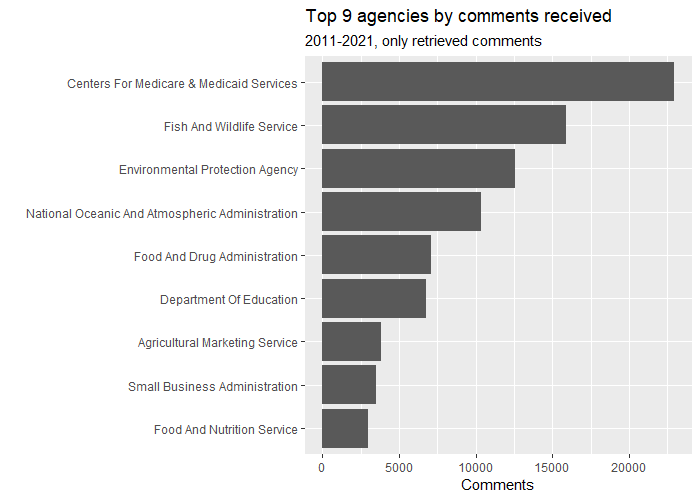 Top 9 agencies by comments received
2011-2021, only retrieved comments
Centers For Medicare & Medicaid Services
Fish And Wildlife Service
Environmental Protection Agency
National Oceanic And Atmospheric Administration
Food And Drug Administration
Department Of Education
Agricultural Marketing Service
Small Business Administration
Food And Nutrition Service
0 5000 10000 15000 20000
Comments